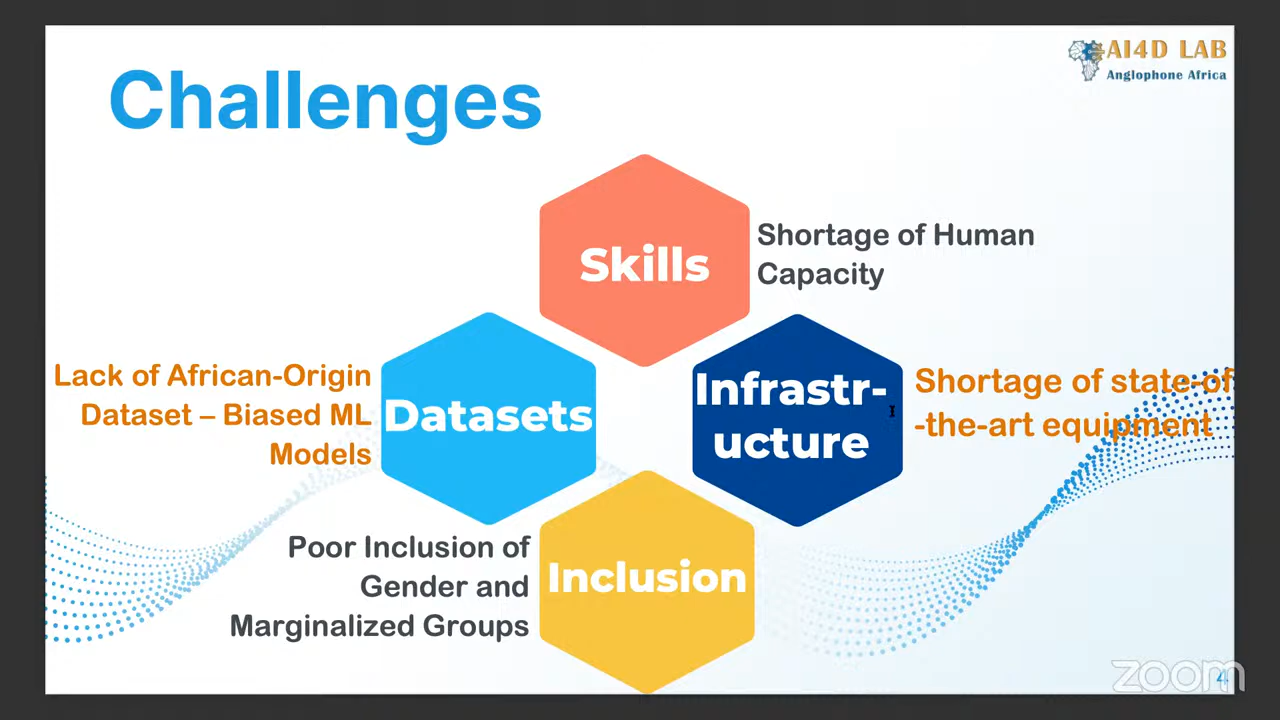 AI4D LAB
Anglophone Africa
Challenges
Skills
Shortage of Human
Capacity
Lack of African-Origin
Dataset – Biased ML
Models
Datasets
Infrastr-
ucture
Shortage of state-of
-the-art equipment
Poor Inclusion of
Gender and
Marginalized Groups
Inclusion
zoom
4